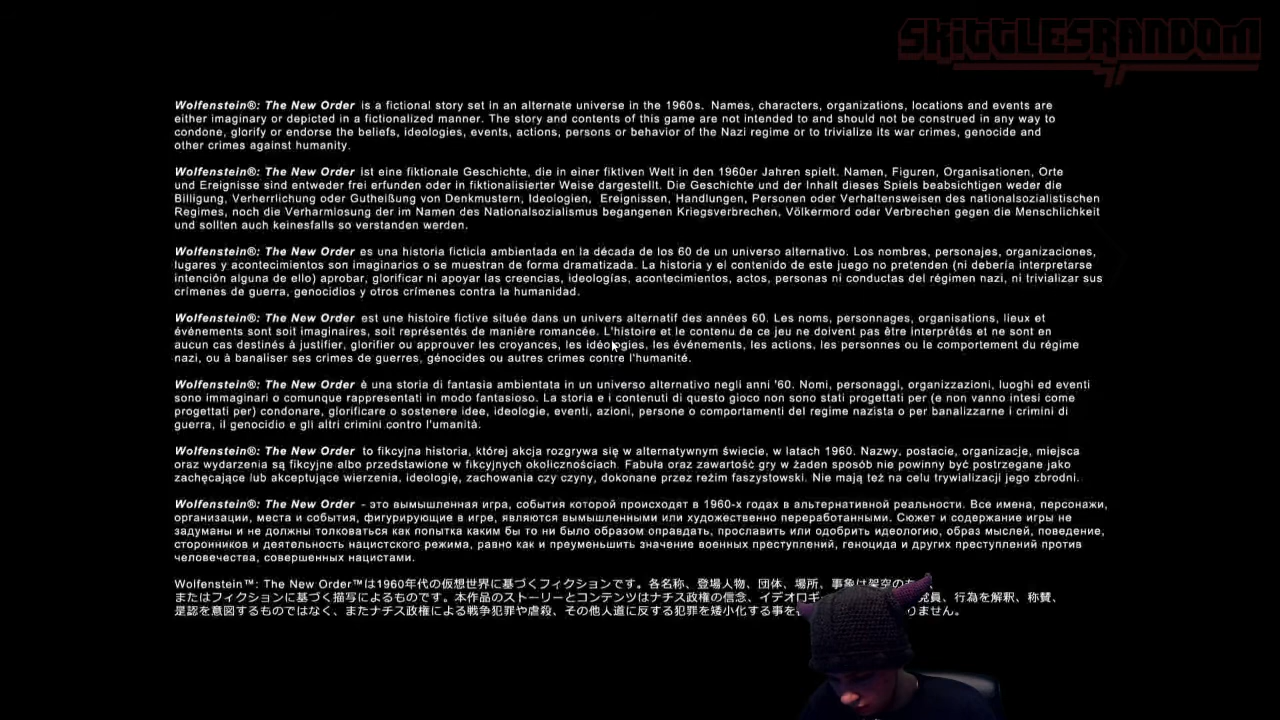 SKITTLESRANDOM
Wolfenstein®: The New Order is a fictional story set in an alternate universe in the 1960s. Names, characters, organizations, locations and events are
either imaginary or depicted in a fictionalized manner. The story and contents of this game are not intended to and should not be construed in any way to
condone, glorify or endorse the beliefs, ideologies, events, actions, persons or behavior of the Nazi regime or to trivialize its war crimes, genocide and
other crimes against humanity.
Wolfenstein®: The New Order ist eine fiktionale Geschichte, die in einer fiktiven Welt in den 1960er Jahren spielt. Namen, Figuren, Organisationen, Orte
und Ereignisse sind entweder frei erfunden oder in fiktionalisierter Weise dargestellt. Die Geschichte und der Inhalt dieses Spiels beabsichtigen weder die
Billigung, Verherrlichung oder Gutheißung von Denkmustern, Ideologien, Ereignissen, Handlungen, Personen oder Verhaltensweisen des nationalsozialistischen
Regimes, noch die Verharmlosung der im Namen des Nationalsozialismus begangenen Kriegsverbrechen, Völkermord oder Verbrechen gegen die Menschlichkeit
und sollten auch keinesfalls so verstanden werden.
Wolfenstein®: The New Order es una historia ficticia ambientada en la década de los 60 de un universo alternativo. Los nombres, personajes, organizaciones,
lugares y acontecimientos son imaginarios o se muestran de forma dramatizada. La historia y el contenido de este juego no pretenden (ni debería interpretarse
intención alguna de ello) aprobar, glorificar ni apoyar las creencias, ideologías, acontecimientos, actos, personas ni conductas del régimen nazi, ni trivializar sus
crímenes de guerra, genocidios y otros crímenes contra la humanidad.
Wolfenstein®: The New Order est une histoire fictive située dans un univers alternatif des années 60. Les noms, personnages, organisations, lieux et
événements sont soit imaginaires, soit représentés de manière romancée. L'histoire et le contenu de ce jeu ne doivent pas être interprétés et ne sont en
aucun cas destinés à justifier, glorifier ou approuver les croyances, les idéologies, les événements, les actions, les personnes ou le comportement du régime
nazi, ou à banaliser ses crimes de guerres, génocides ou autres crimes contre l'humanité.
Wolfenstein®: The New Order è una storia di fantasia ambientata in un universo alternativo negli anni '60. Nomi, personaggi, organizzazioni, luoghi ed eventi
sono immaginari o comunque rappresentati in modo fantasioso. La storia e i contenuti di questo gioco non sono stati progettati per (e non vanno intesi come
progettati per) condonare, glorificare o sostenere idee, ideologie, eventi, azioni, persone o comportamenti del regime nazista o per banalizzarne i crimini di
guerra, il genocidio e gli altri crimini contro l'umanità.
Wolfenstein®: The New Order to fikcyjna historia, której akcja rozgrywa się w alternatywnym świecie, w latach 1960. Nazwy, postacie, organizacje, miejsca
oraz wydarzenia są fikcyjne albo przedstawione w fikcyjnych okolicznościach. Fabuła oraz zawartość gry w żaden sposób nie powinny być postrzegane jako
zachęcające lub akceptujące wierzenia, ideologię, zachowania czy czyny, dokonane przez reżim faszystowski. Nie mają też na celu trywializacji jego zbrodni.
Wolfenstein®: The New Order - это вымышленная игра, события которой происходят в 1960-х годах в альтернативной реальности. Все имена, персонажи,
организации, места и события, фигурирующие в игре, являются вымышленными или художественно переработанными. Сюжет и содержание игры не
задуманы и не должны толковаться как попытка каким бы то ни было образом оправдать, прославить или одобрить идеологию, образ мыслей, поведение,
сторонников и деятельность нацистского режима, равно как и преуменьшить значение военных преступлений, геноцида и других преступлений против
человечества, совершенных нацистами.
Wolfenstein™: The New Order™は1960年代の仮想世界に基づくフィクションです。各名称、登場人物、団体、場所、事象は架空のもの
またはフィクションに基づく描写によるものです。本作品のストーリーとコンテンツはナチス政権の信念、イデオロギー 党員、行為を解釈、称賛、
是認を意図するものではなく、またナチス政権による戦争犯罪や虐殺、その他人道に反する犯罪を矮小化する事を りません。